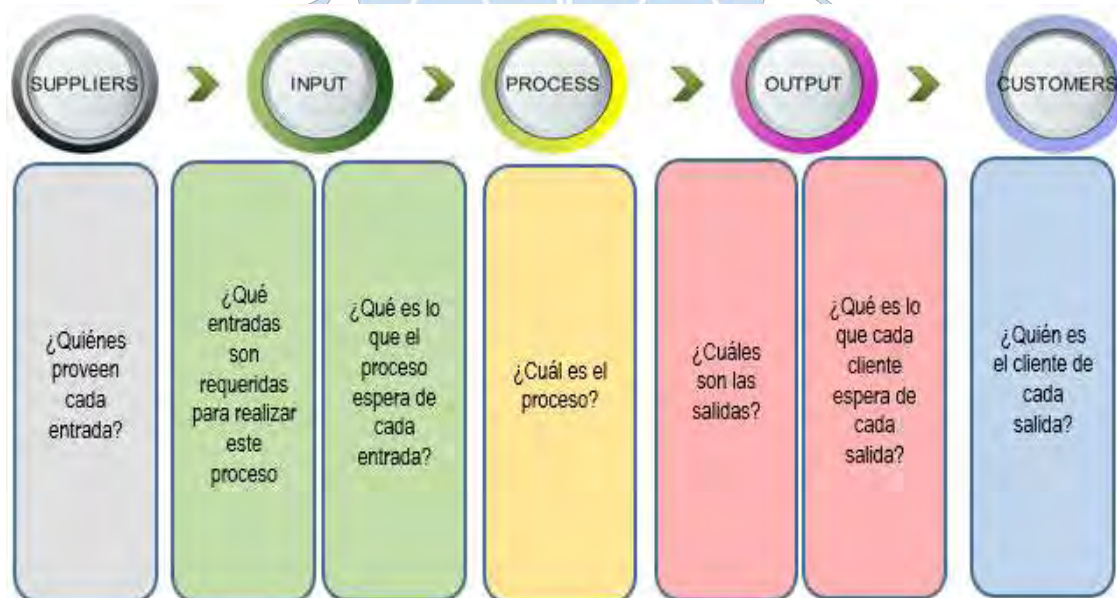 SUPPLIERS
INPUT
PROCESS
OUTPUT
CUSTOMERS
¿Quiénes
proveen
cada
entrada?
¿Qué
entradas
son
requeridas
para realizar
este
proceso
¿Qué es lo
que el
proceso
espera de
cada
entrada?
¿Cuál es el
proceso?
¿Cuáles
son las
salidas?
¿Qué es lo
que cada
cliente
espera de
cada
salida?
¿Quién es
el cliente de
cada
salida?